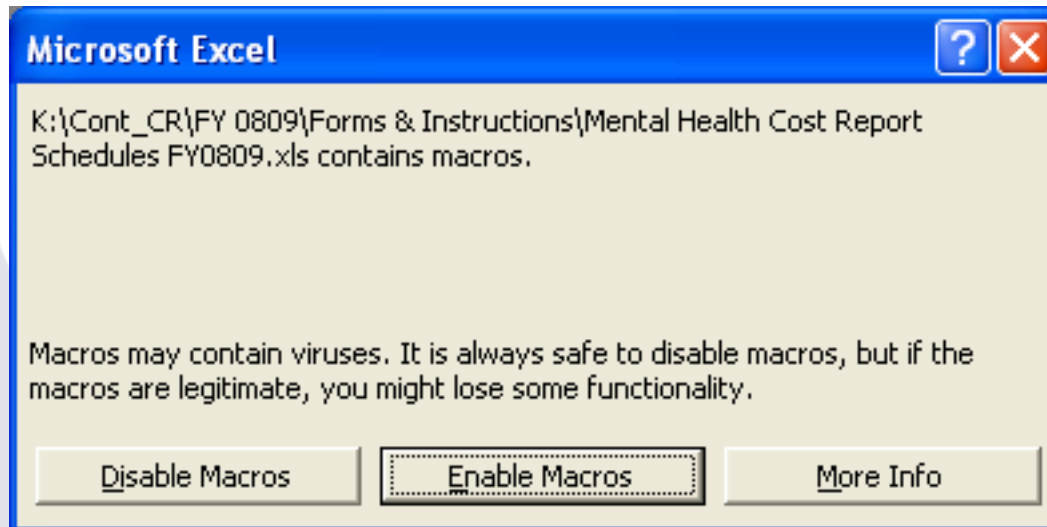 Microsoft Excel
K:\Cont_CR\FY 0809\Forms & Instructions\Mental Health Cost Report
Schedules FY0809.xls contains macros.
Macros may contain viruses. It is always safe to disable macros, but if the
macros are legitimate, you might lose some functionality.
Disable Macros
Enable Macros
More Info